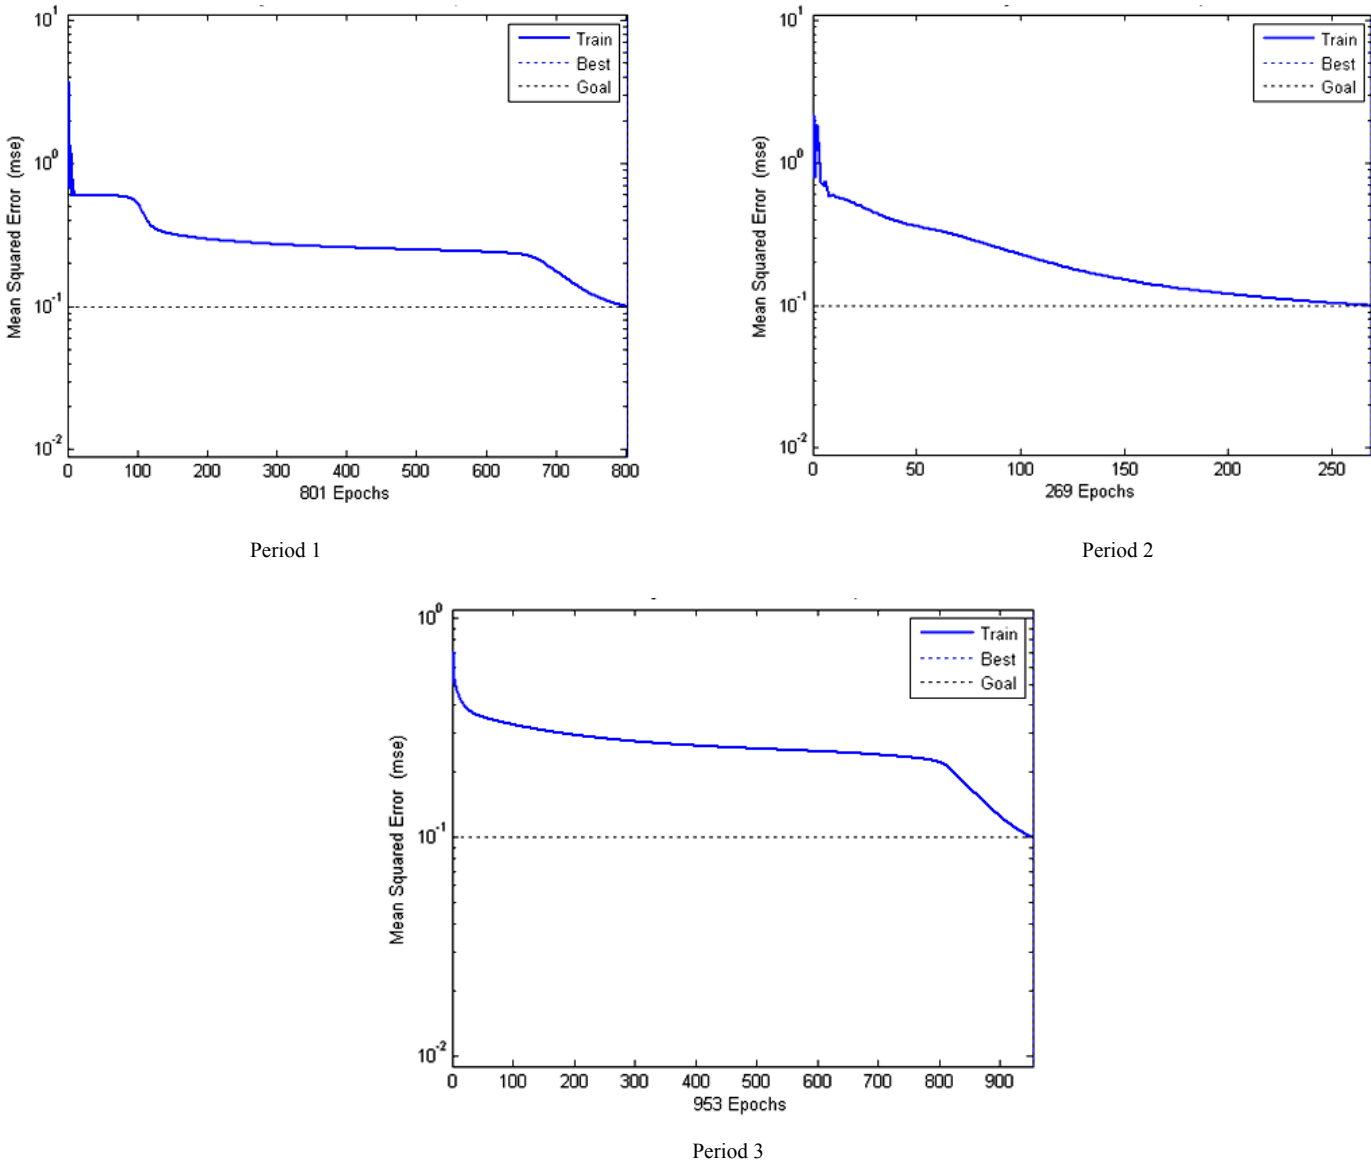 10^1
10^0
10^-1
10^-2
Mean Squared Error (mse)
Train
Best
Goal
0 100 200 300 400 500 600 700 800
801 Epochs
Period 1
10^1
10^0
10^-1
10^-2
Mean Squared Error (mse)
Train
Best
Goal
0 50 100 150 200 250
269 Epochs
Period 2
10^0
10^-1
10^-2
Mean Squared Error (mse)
Train
Best
Goal
0 100 200 300 400 500 600 700 800 900
953 Epochs
Period 3